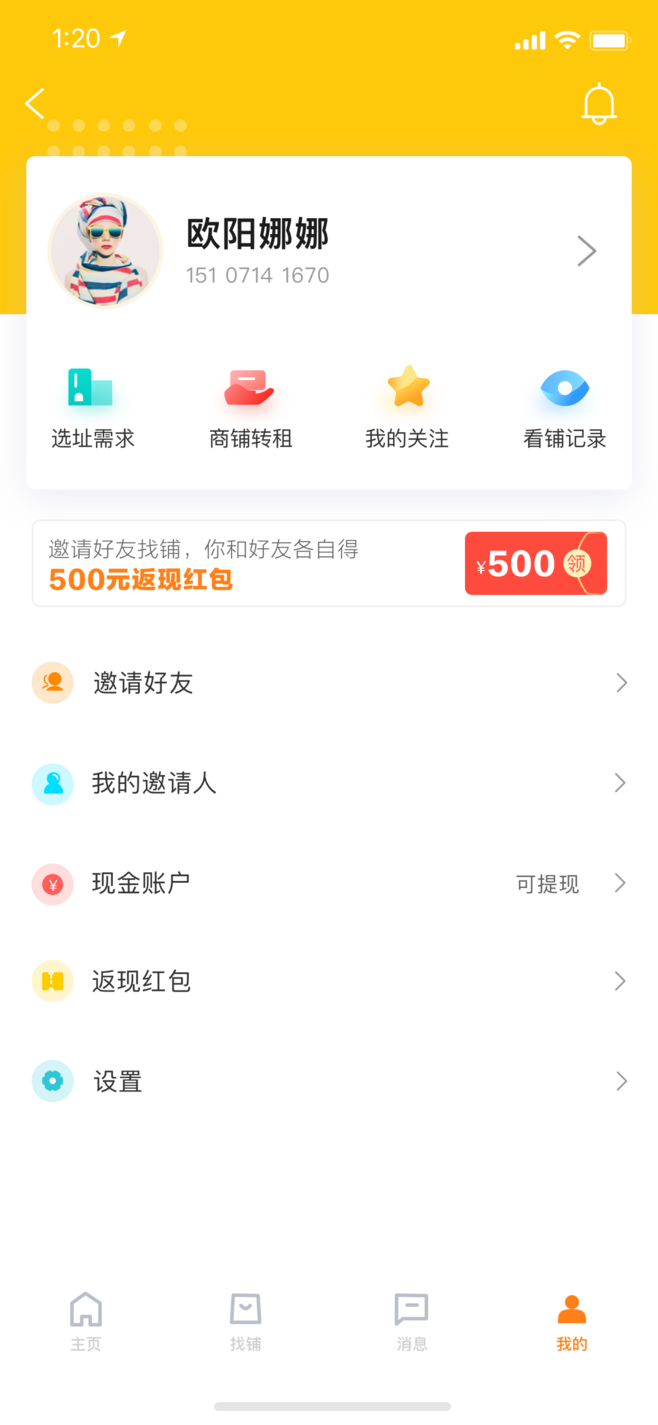 1:20
欧阳娜娜
151 0714 1670
选址需求 商铺转租 我的关注 看铺记录
邀请好友找铺，你和好友各自得
500元返现红包
¥500 领
邀请好友
我的邀请人
¥ 现金账户 可提现
返现红包
设置
主页 找铺 消息 我的